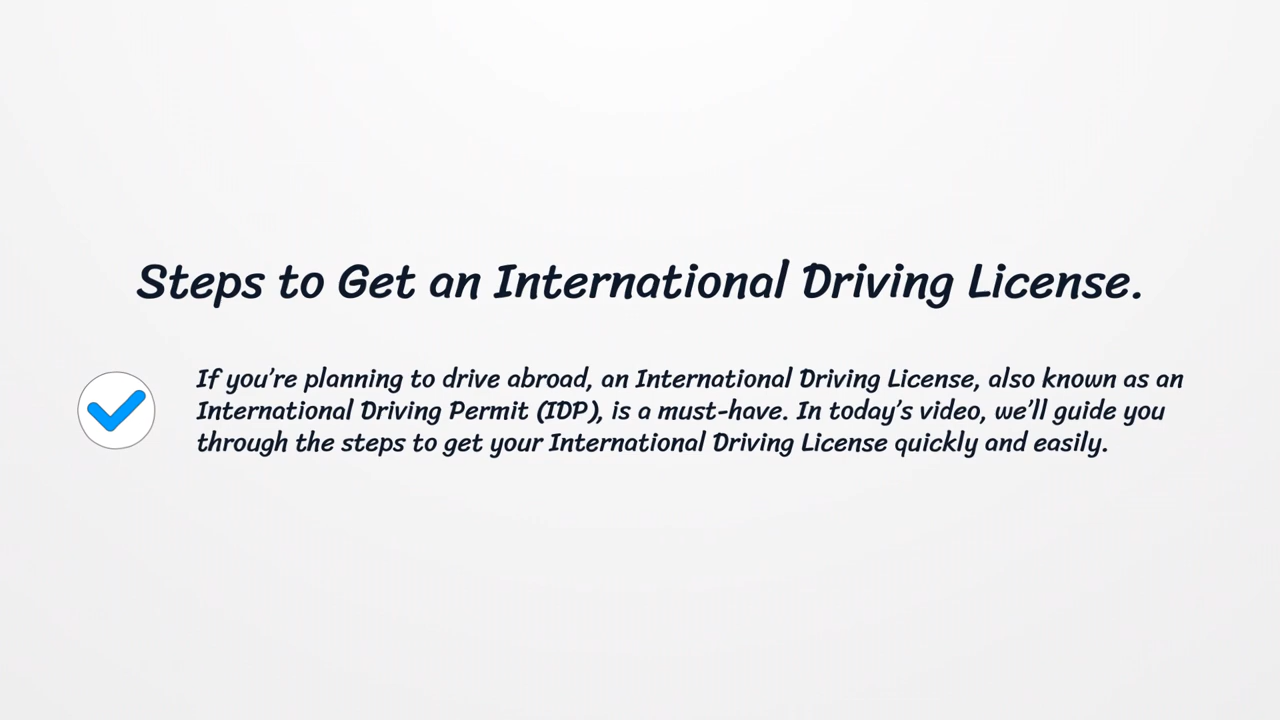 Steps to Get an International Driving License.
If you're planning to drive abroad, an International Driving License, also known as an
International Driving Permit (IDP), is a must-have. In today's video, we'll guide you
through the steps to get your International Driving License quickly and easily.